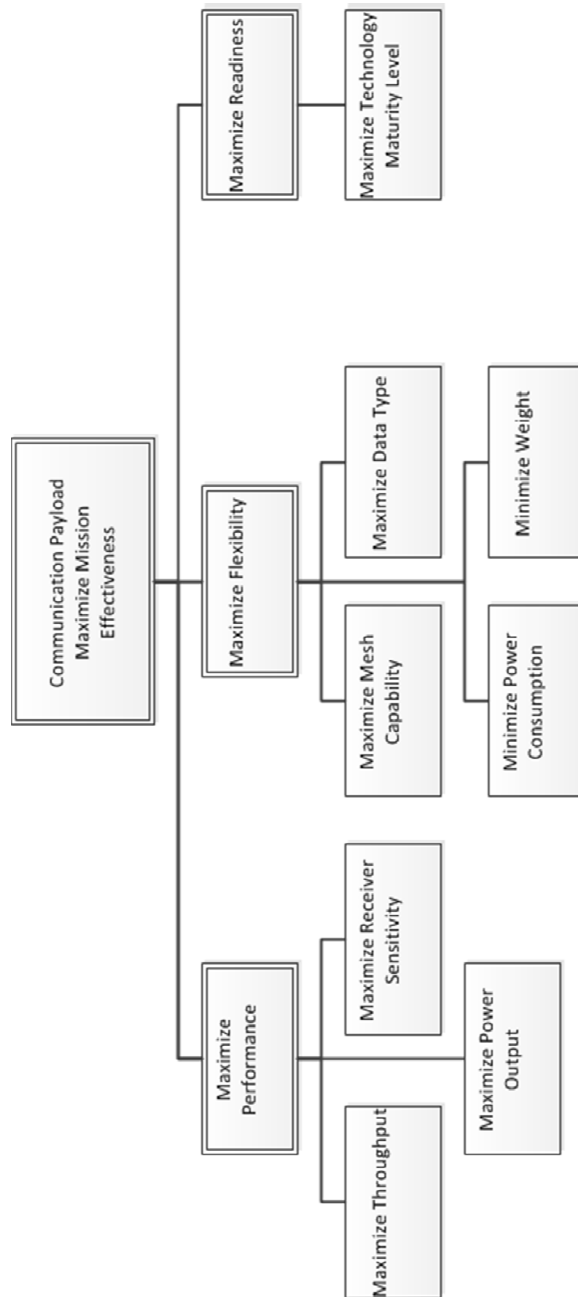 Communication Payload
Maximize Mission
Effectiveness
Maximize
Performance
Maximize Flexibility
Maximize Readiness
Maximize Throughput
Maximize Receiver
Sensitivity
Maximize Power
Output
Maximize Mesh
Capability
Maximize Data Type
Minimize Power
Consumption
Minimize Weight
Maximize Technology
Maturity Level